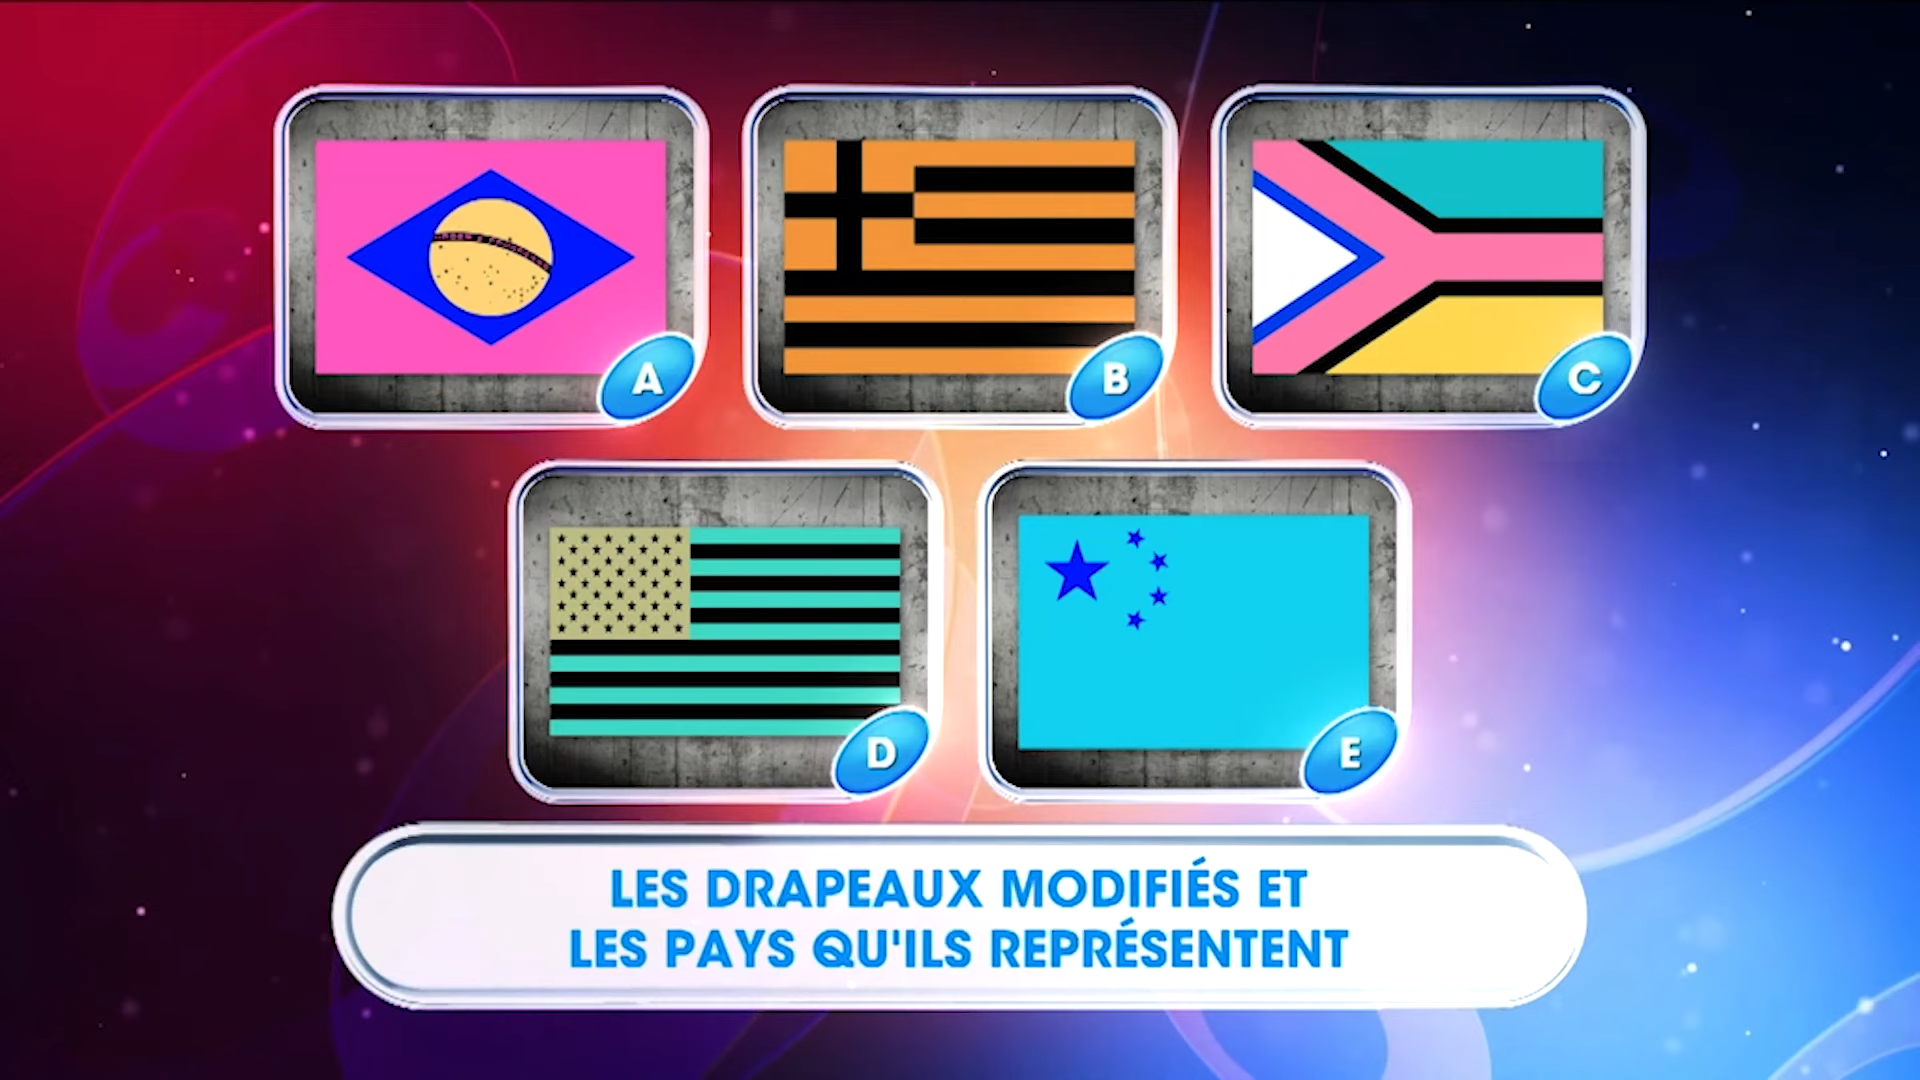 A
B
C
D
E
LES DRAPEAUX MODIFIÉS ET
LES PAYS QU'ILS REPRÉSENTENT